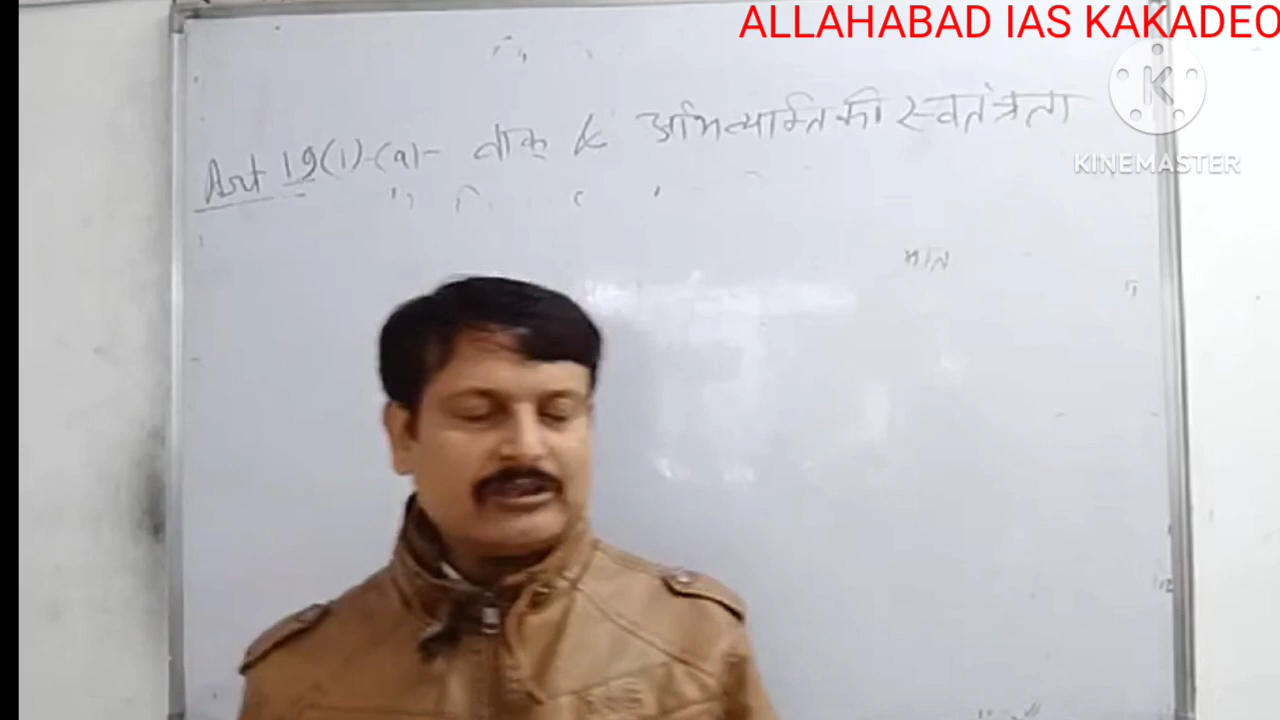 ALLAHABAD IAS KAKADEO
K
KINEMASTER
Art 19(1)-(a)- वाक् & अभिव्यक्ति की स्वतंत्रता